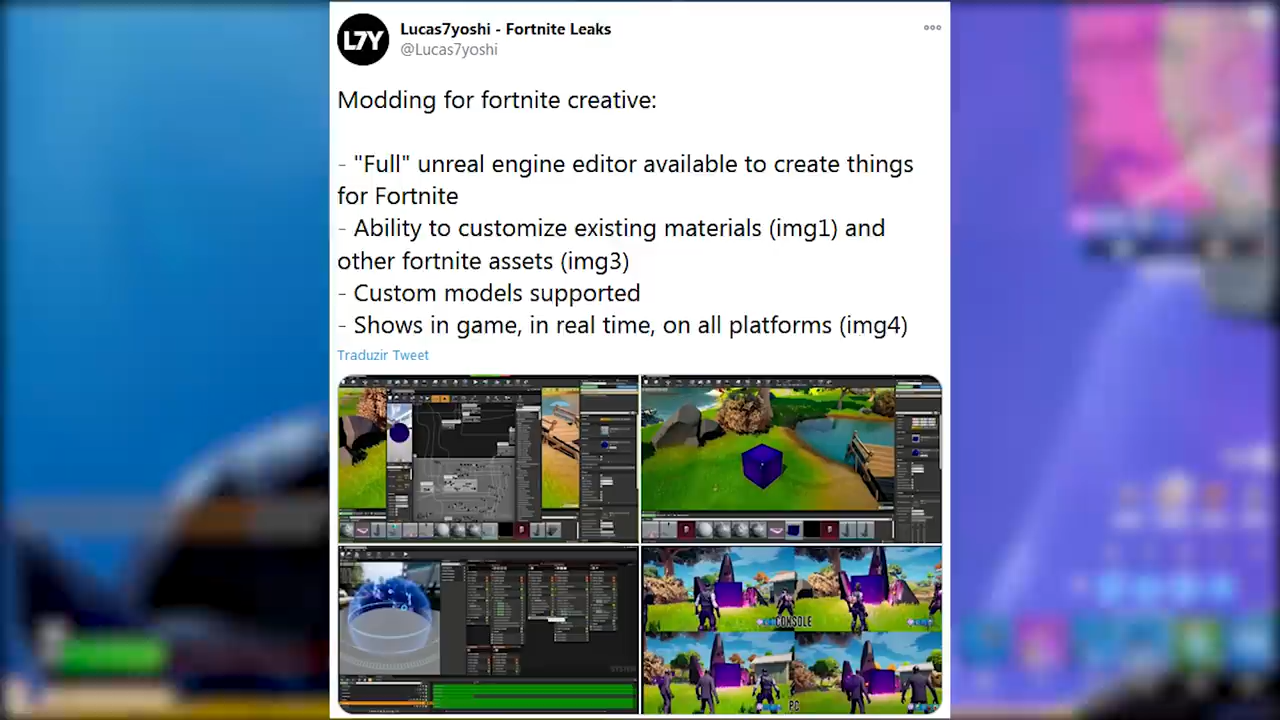 L7Y
Lucas7yoshi - Fortnite Leaks
@Lucas7yoshi
Modding for fortnite creative:
- "Full" unreal engine editor available to create things
for Fortnite
- Ability to customize existing materials (img1) and
other fortnite assets (img3)
- Custom models supported
- Shows in game, in real time, on all platforms (img4)
Traduzir Tweet
CONSOLE
SYSTEM
PC